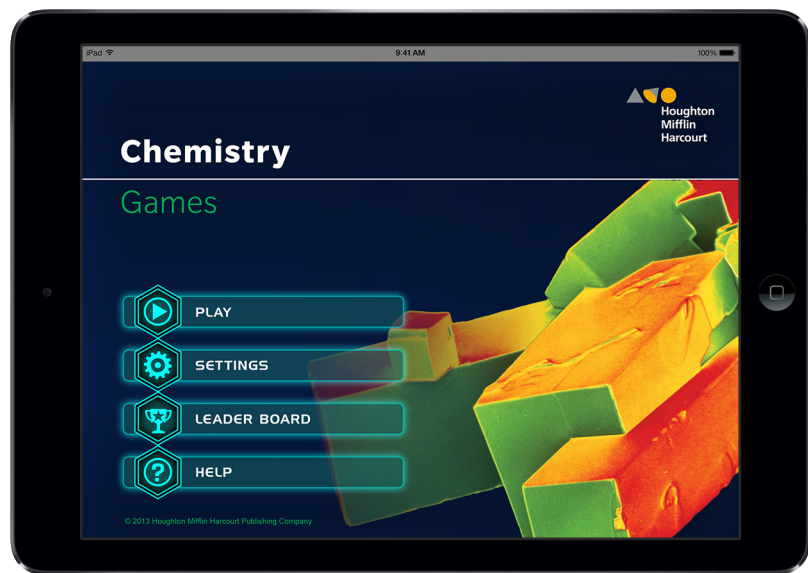 iPad 9:41 AM 100%
Houghton
Mifflin
Harcourt
Chemistry
Games
PLAY
SETTINGS
LEADER BOARD
HELP
© 2013 Houghton Mifflin Harcourt Publishing Company